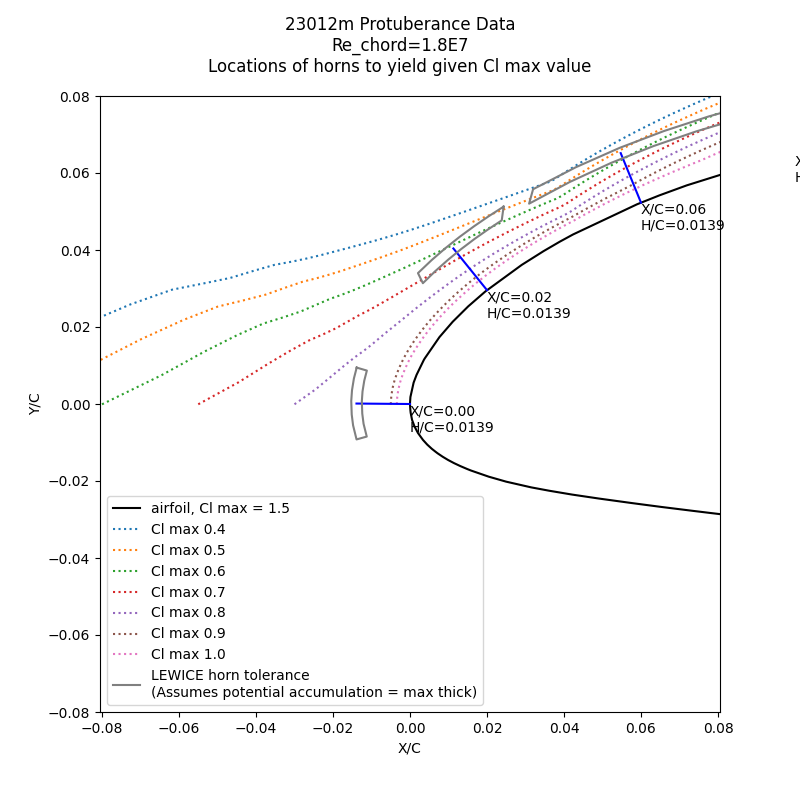 23012m Protuberance Data
Re_chord=1.8E7
Locations of horns to yield given Cl max value
0.08
0.06
0.04
0.02
0.00
−0.02
−0.04
−0.06
−0.08
Y/C
X/C=0.06
H/C=0.0139
X/C=0.02
H/C=0.0139
X/C=0.00
H/C=0.0139
X
H
airfoil, Cl max = 1.5
Cl max 0.4
Cl max 0.5
Cl max 0.6
Cl max 0.7
Cl max 0.8
Cl max 0.9
Cl max 1.0
LEWICE horn tolerance
(Assumes potential accumulation = max thick)
−0.08
−0.06
−0.04
−0.02
0.00
0.02
0.04
0.06
0.08
X/C